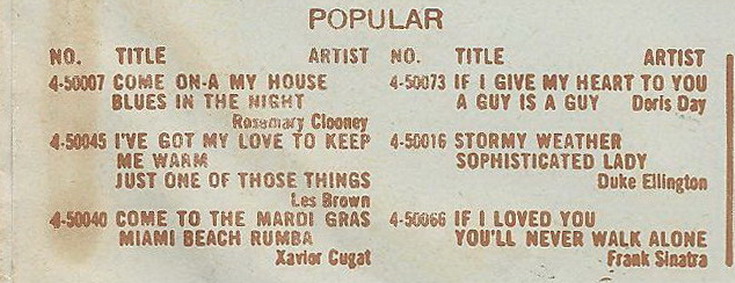 POPULAR
NO. TITLE ARTIST
4-50007 COME ON-A MY HOUSE
BLUES IN THE NIGHT
Rosemary Clooney
4-50045 I'VE GOT MY LOVE TO KEEP
ME WARM
JUST ONE OF THOSE THINGS
Les Brown
4-50040 COME TO THE MARDI GRAS
MIAMI BEACH RUMBA
Xavior Cugat
NO. TITLE ARTIST
4-50073 IF I GIVE MY HEART TO YOU
A GUY IS A GUY Doris Day
4-50016 STORMY WEATHER
SOPHISTICATED LADY
Duke Ellington
4-50066 IF I LOVED YOU
YOU'LL NEVER WALK ALONE
Frank Sinatra